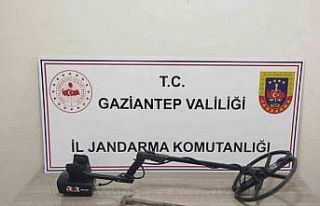 T.C.
GAZİANTEP VALİLİĞİ
İL JANDARMA KOMUTANLIĞI